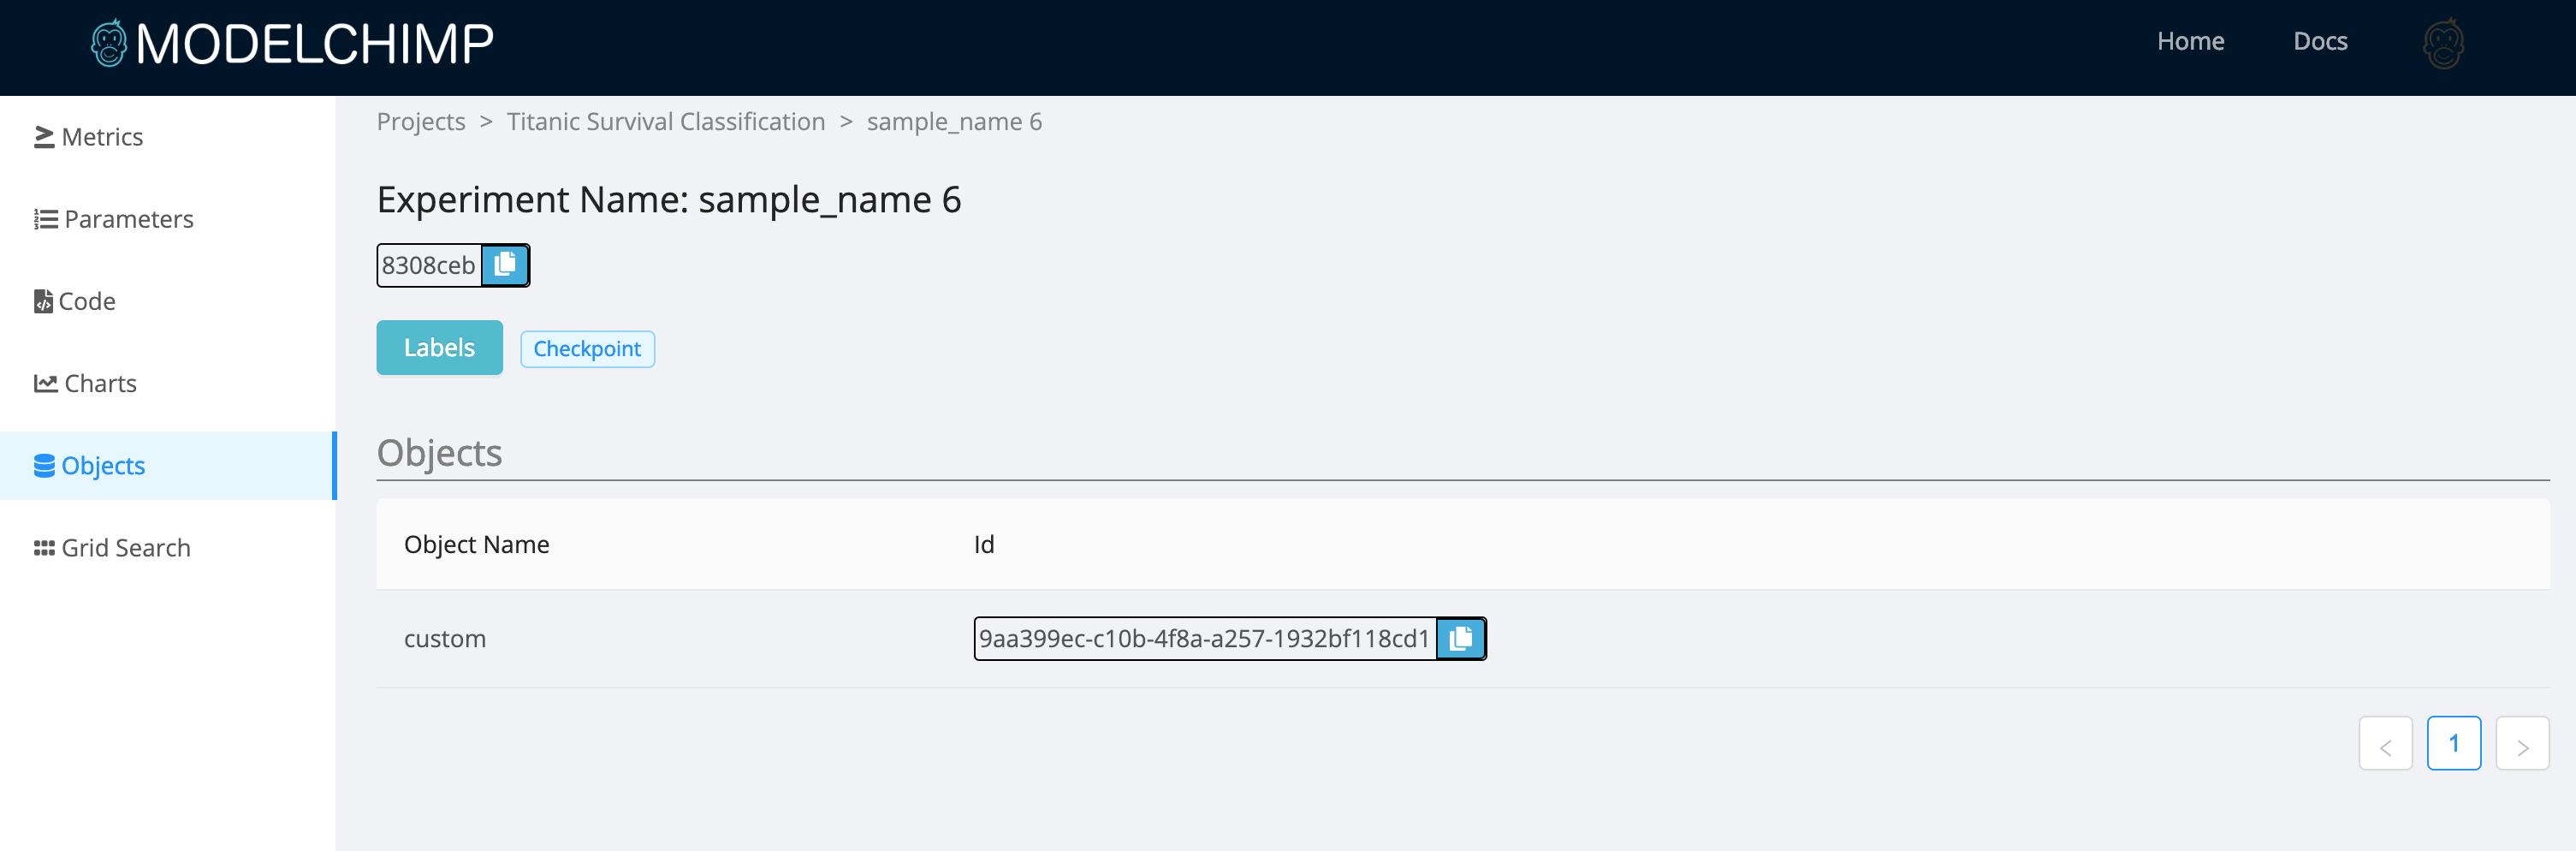 MODELCHIMP
Home Docs
Metrics
Parameters
Code
Charts
Objects
Grid Search
Projects > Titanic Survival Classification > sample_name 6
Experiment Name: sample_name 6
8308ceb
Labels Checkpoint
Objects
Object Name Id
custom 9aa399ec-c10b-4f8a-a257-1932bf118cd1
< 1 >